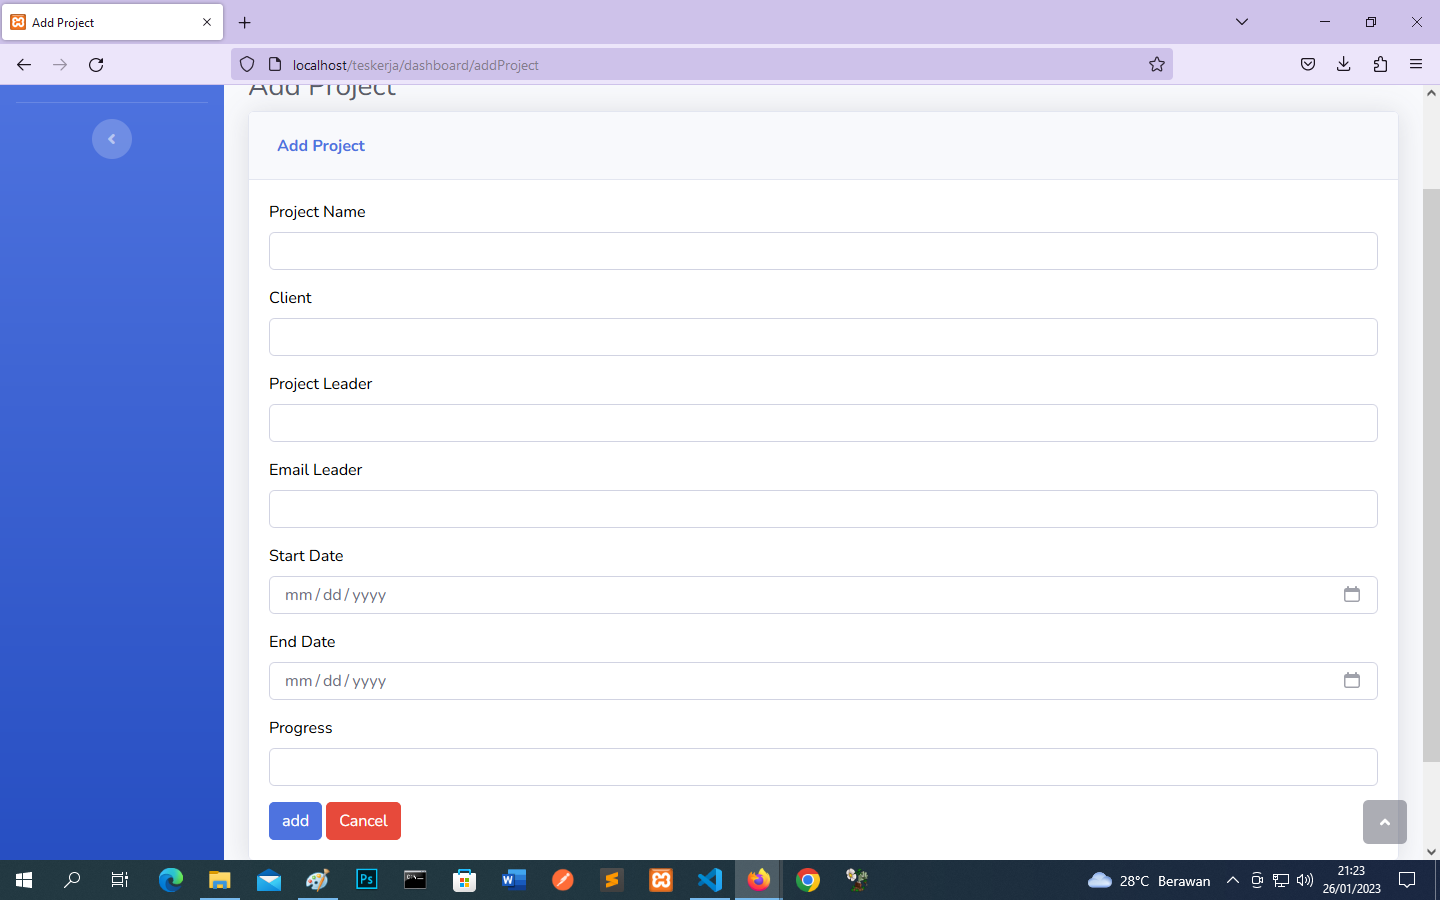 Add Project
localhost/teskerja/dashboard/addProject
Add Project
Add Project
Project Name
Client
Project Leader
Email Leader
Start Date
mm/dd/yyyy
End Date
mm/dd/yyyy
Progress
add Cancel
Ps
28°C Berawan
21:23
26/01/2023